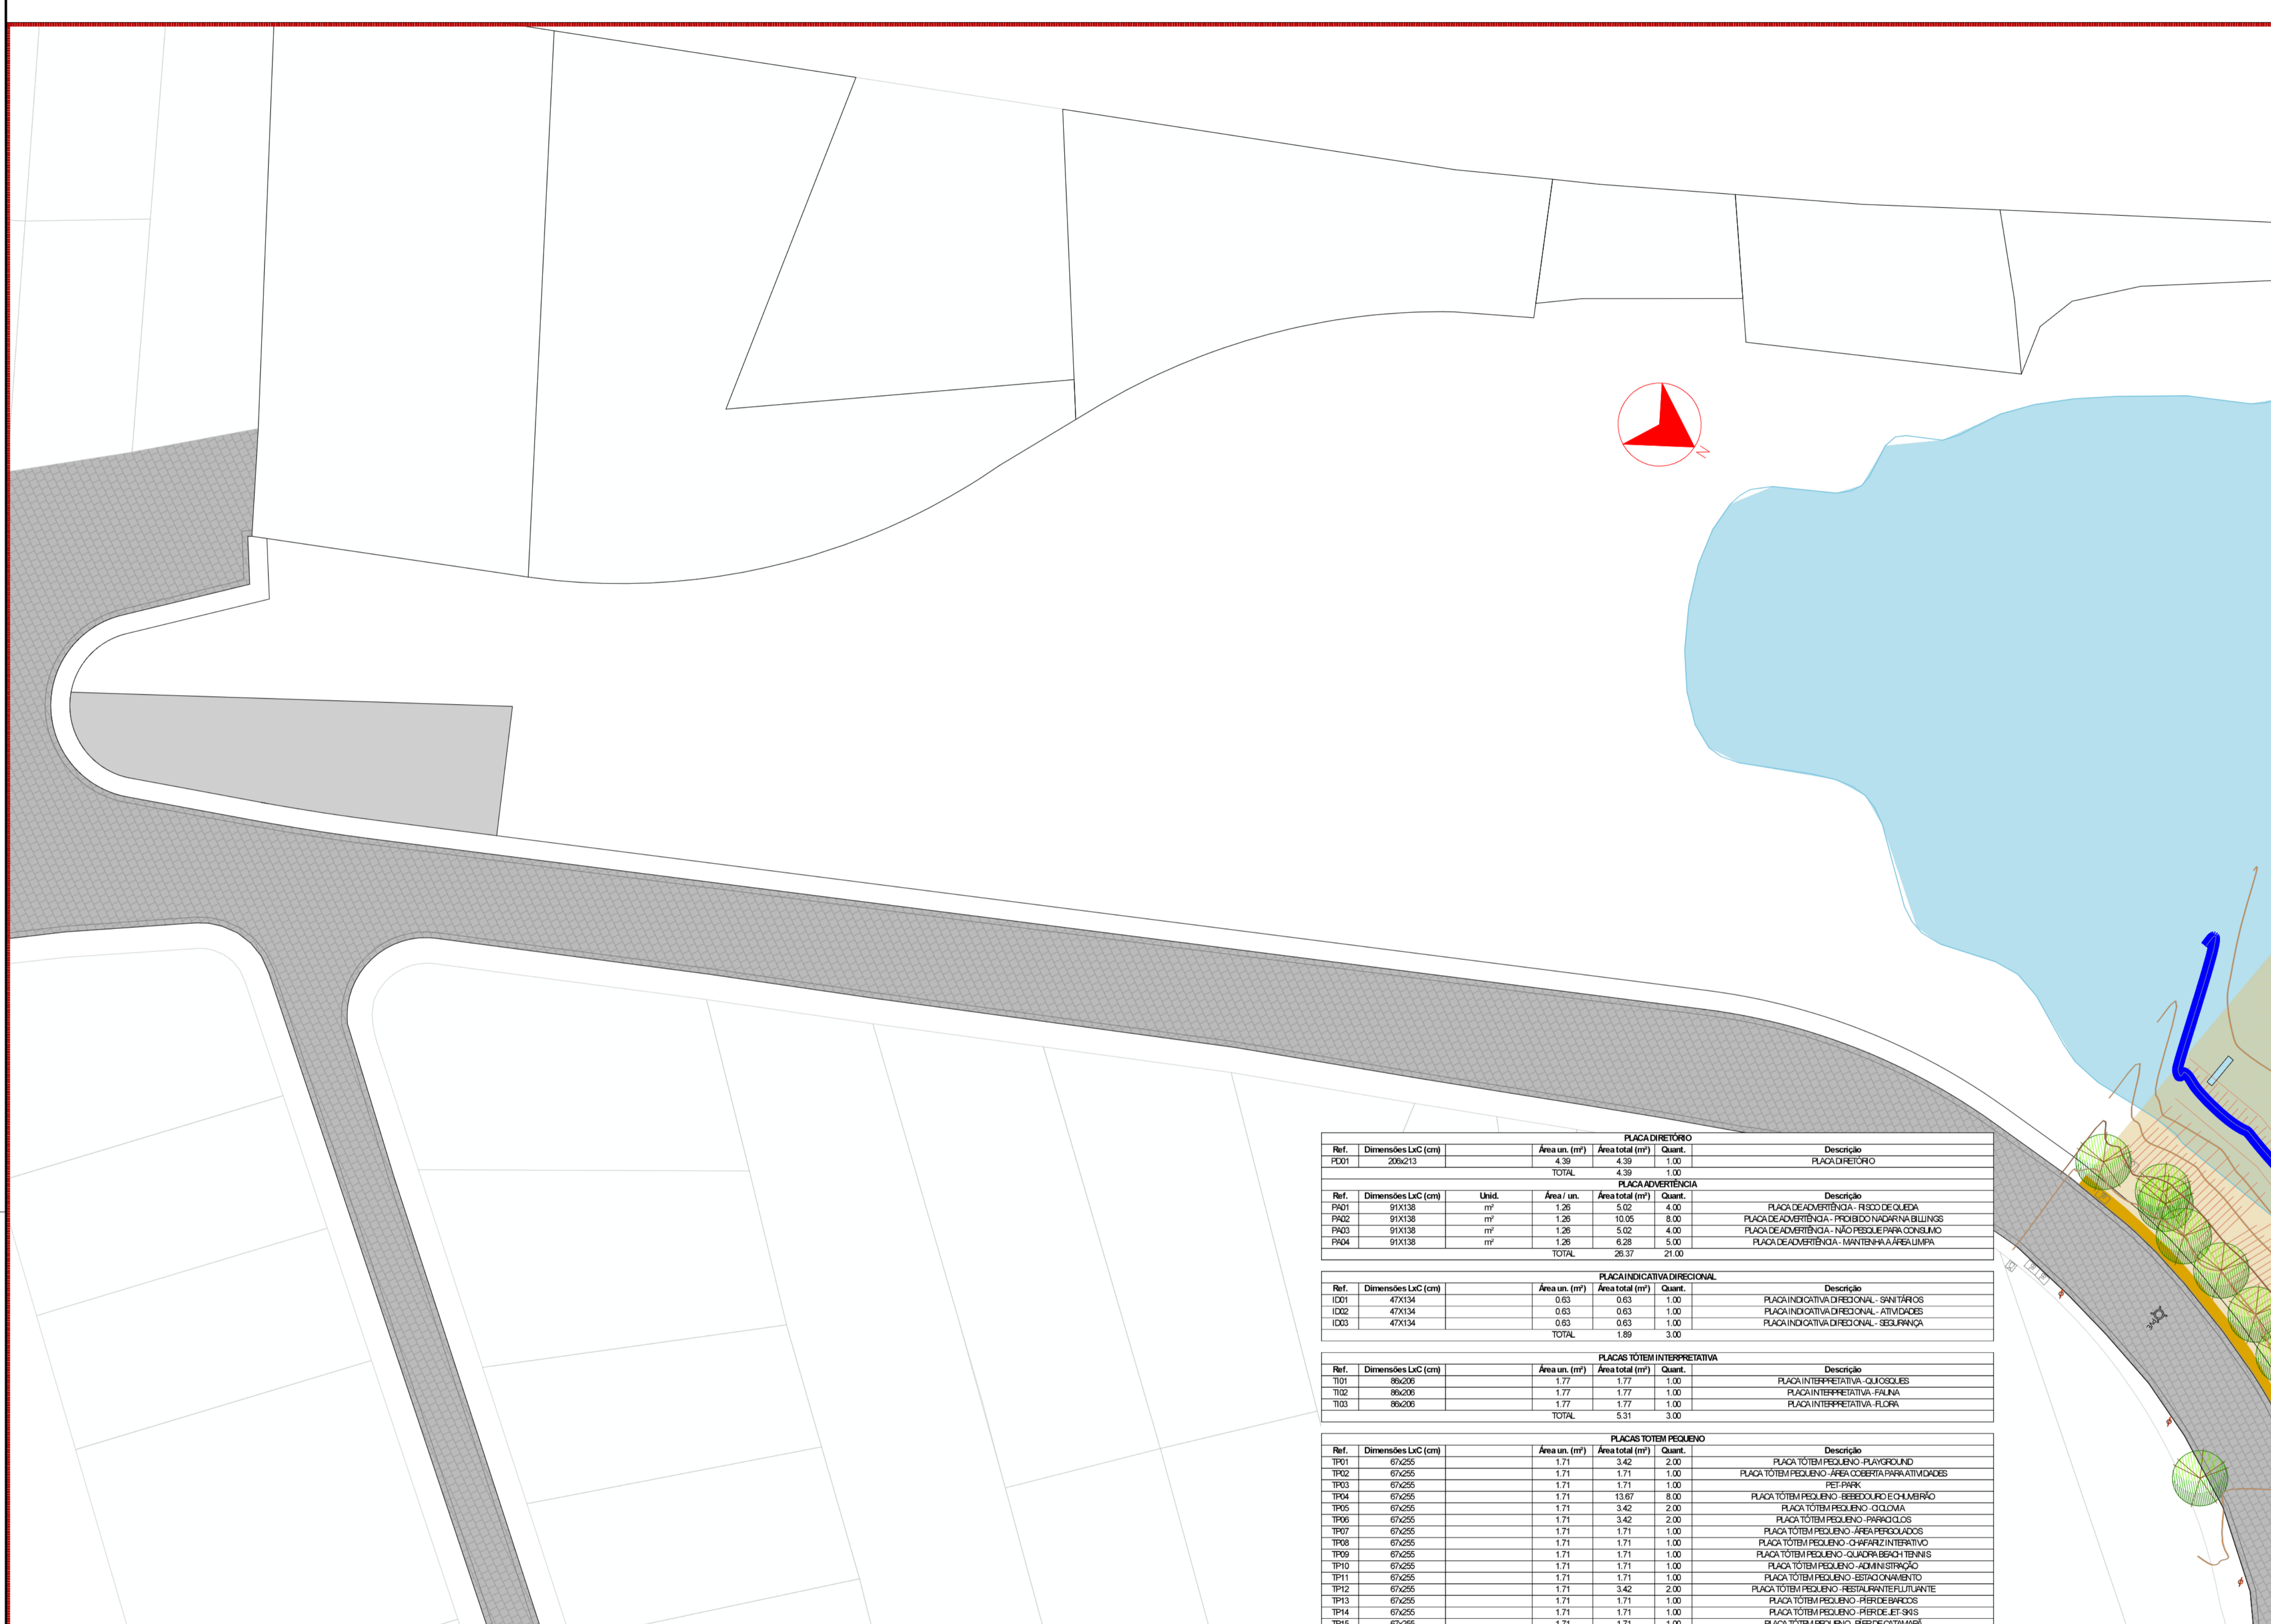 N
PLACA DIRETÓRIO
Ref. Dimensões LxC (cm) Área un. (m²) Área total (m²) Quant. Descrição
PD01 206x213 4.39 4.39 1.00 PLACA DIRETÓRIO
TOTAL 4.39 1.00
PLACA ADVERTÊNCIA
Ref. Dimensões LxC (cm) Unid. Área / un. Área total (m²) Quant. Descrição
PA01 91X138 m² 1.26 5.02 4.00 PLACA DE ADVERTÊNCIA - RISCO DE QUEDA
PA02 91X138 m² 1.26 10.05 8.00 PLACA DE ADVERTÊNCIA - PROIBIDO NADAR NA BILLINGS
PA03 91X138 m² 1.26 5.02 4.00 PLACA DE ADVERTÊNCIA - NÃO PESQUE PARA CONSUMO
PA04 91X138 m² 1.26 6.28 5.00 PLACA DE ADVERTÊNCIA - MANTENHA A ÁREA LIMPA
TOTAL 26.37 21.00
PLACA INDICATIVA DIRECIONAL
Ref. Dimensões LxC (cm) Área un. (m²) Área total (m²) Quant. Descrição
ID01 47X134 0.63 0.63 1.00 PLACA INDICATIVA DIRECIONAL - SANITÁRIOS
ID02 47X134 0.63 0.63 1.00 PLACA INDICATIVA DIRECIONAL - ATIVIDADES
ID03 47X134 0.63 0.63 1.00 PLACA INDICATIVA DIRECIONAL - SEGURANÇA
TOTAL 1.89 3.00
PLACAS TÓTEM INTERPRETATIVA
Ref. Dimensões LxC (cm) Área un. (m²) Área total (m²) Quant. Descrição
TI01 86x206 1.77 1.77 1.00 PLACA INTERPRETATIVA - QUIOSQUES
TI02 86x206 1.77 1.77 1.00 PLACA INTERPRETATIVA - FAUNA
TI03 86x206 1.77 1.77 1.00 PLACA INTERPRETATIVA - FLORA
TOTAL 5.31 3.00
PLACAS TOTEM PEQUENO
Ref. Dimensões LxC (cm) Área un. (m²) Área total (m²) Quant. Descrição
TP01 67x255 1.71 3.42 2.00 PLACA TÓTEM PEQUENO - PLAYGROUND
TP02 67x255 1.71 1.71 1.00 PLACA TÓTEM PEQUENO - ÁREA COBERTA PARA ATIVIDADES
TP03 67x255 1.71 1.71 1.00 PET-PARK
TP04 67x255 1.71 13.67 8.00 PLACA TÓTEM PEQUENO - BEBEDOURO E CHUVEIRÃO
TP05 67x255 1.71 3.42 2.00 PLACA TÓTEM PEQUENO - CICLOVIA
TP06 67x255 1.71 3.42 2.00 PLACA TÓTEM PEQUENO - PARACICLOS
TP07 67x255 1.71 1.71 1.00 PLACA TÓTEM PEQUENO - ÁREA PERGOLADOS
TP08 67x255 1.71 1.71 1.00 PLACA TÓTEM PEQUENO - CHAFARIZ INTERATIVO
TP09 67x255 1.71 1.71 1.00 PLACA TÓTEM PEQUENO - QUADRA BEACH TENNIS
TP10 67x255 1.71 1.71 1.00 PLACA TÓTEM PEQUENO - ADMINISTRAÇÃO
TP11 67x255 1.71 1.71 1.00 PLACA TÓTEM PEQUENO - ESTACIONAMENTO
TP12 67x255 1.71 3.42 2.00 PLACA TÓTEM PEQUENO - RESTAURANTE FLUTUANTE
TP13 67x255 1.71 1.71 1.00 PLACA TÓTEM PEQUENO - PÍER DE BARCOS
TP14 67x255 1.71 1.71 1.00 PLACA TÓTEM PEQUENO - PÍER DE JET-SKIS
TP15 67x255 1.71 1.71 1.00 PLACA TÓTEM PEQUENO - PÍER DE CATAMARÃ